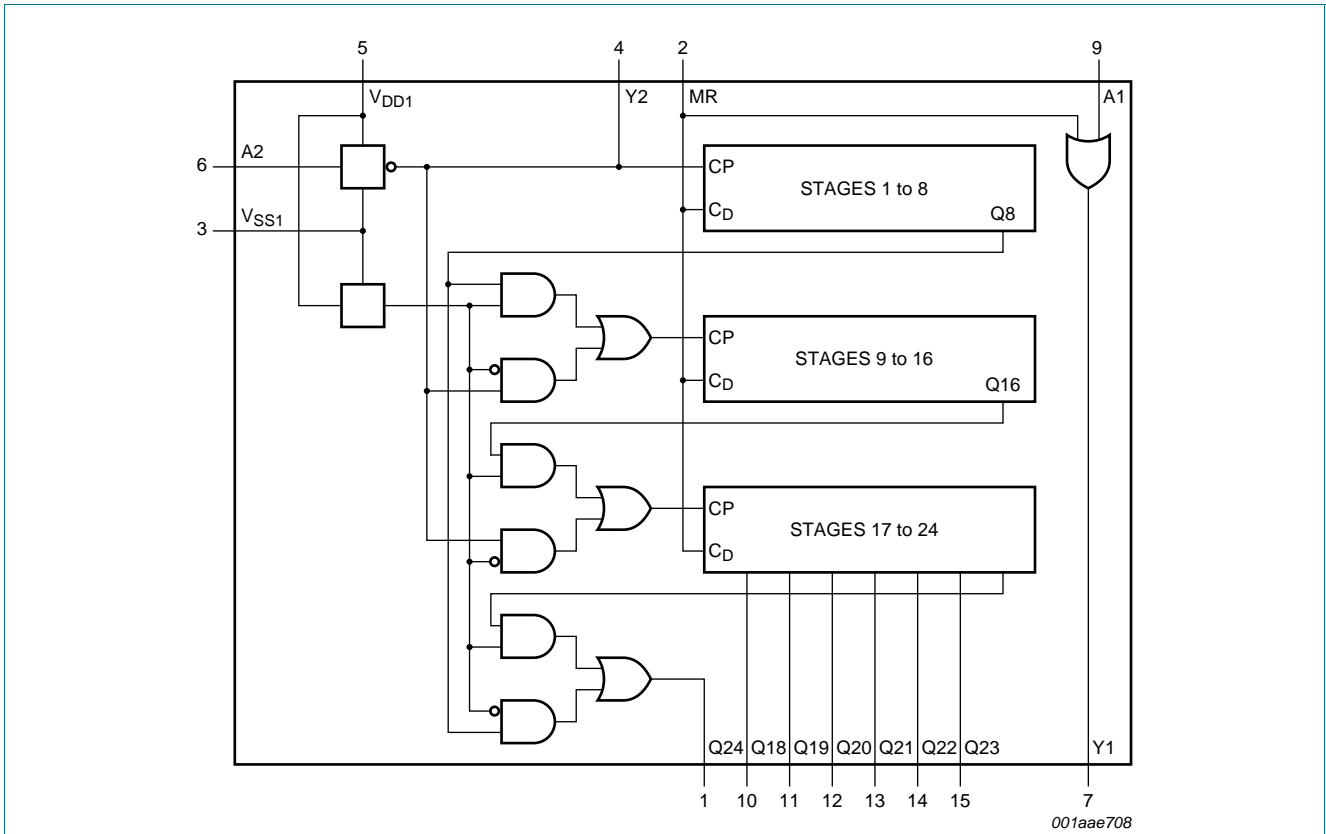 5 4 2 9
VDD1 Y2 MR A1
6 A2 CP
STAGES 1 to 8
CD Q8
3 VSS1
CP
STAGES 9 to 16
CD Q16
CP
STAGES 17 to 24
CD
Q24 Q18 Q19 Q20 Q21 Q22 Q23 Y1
1 10 11 12 13 14 15 7
001aae708